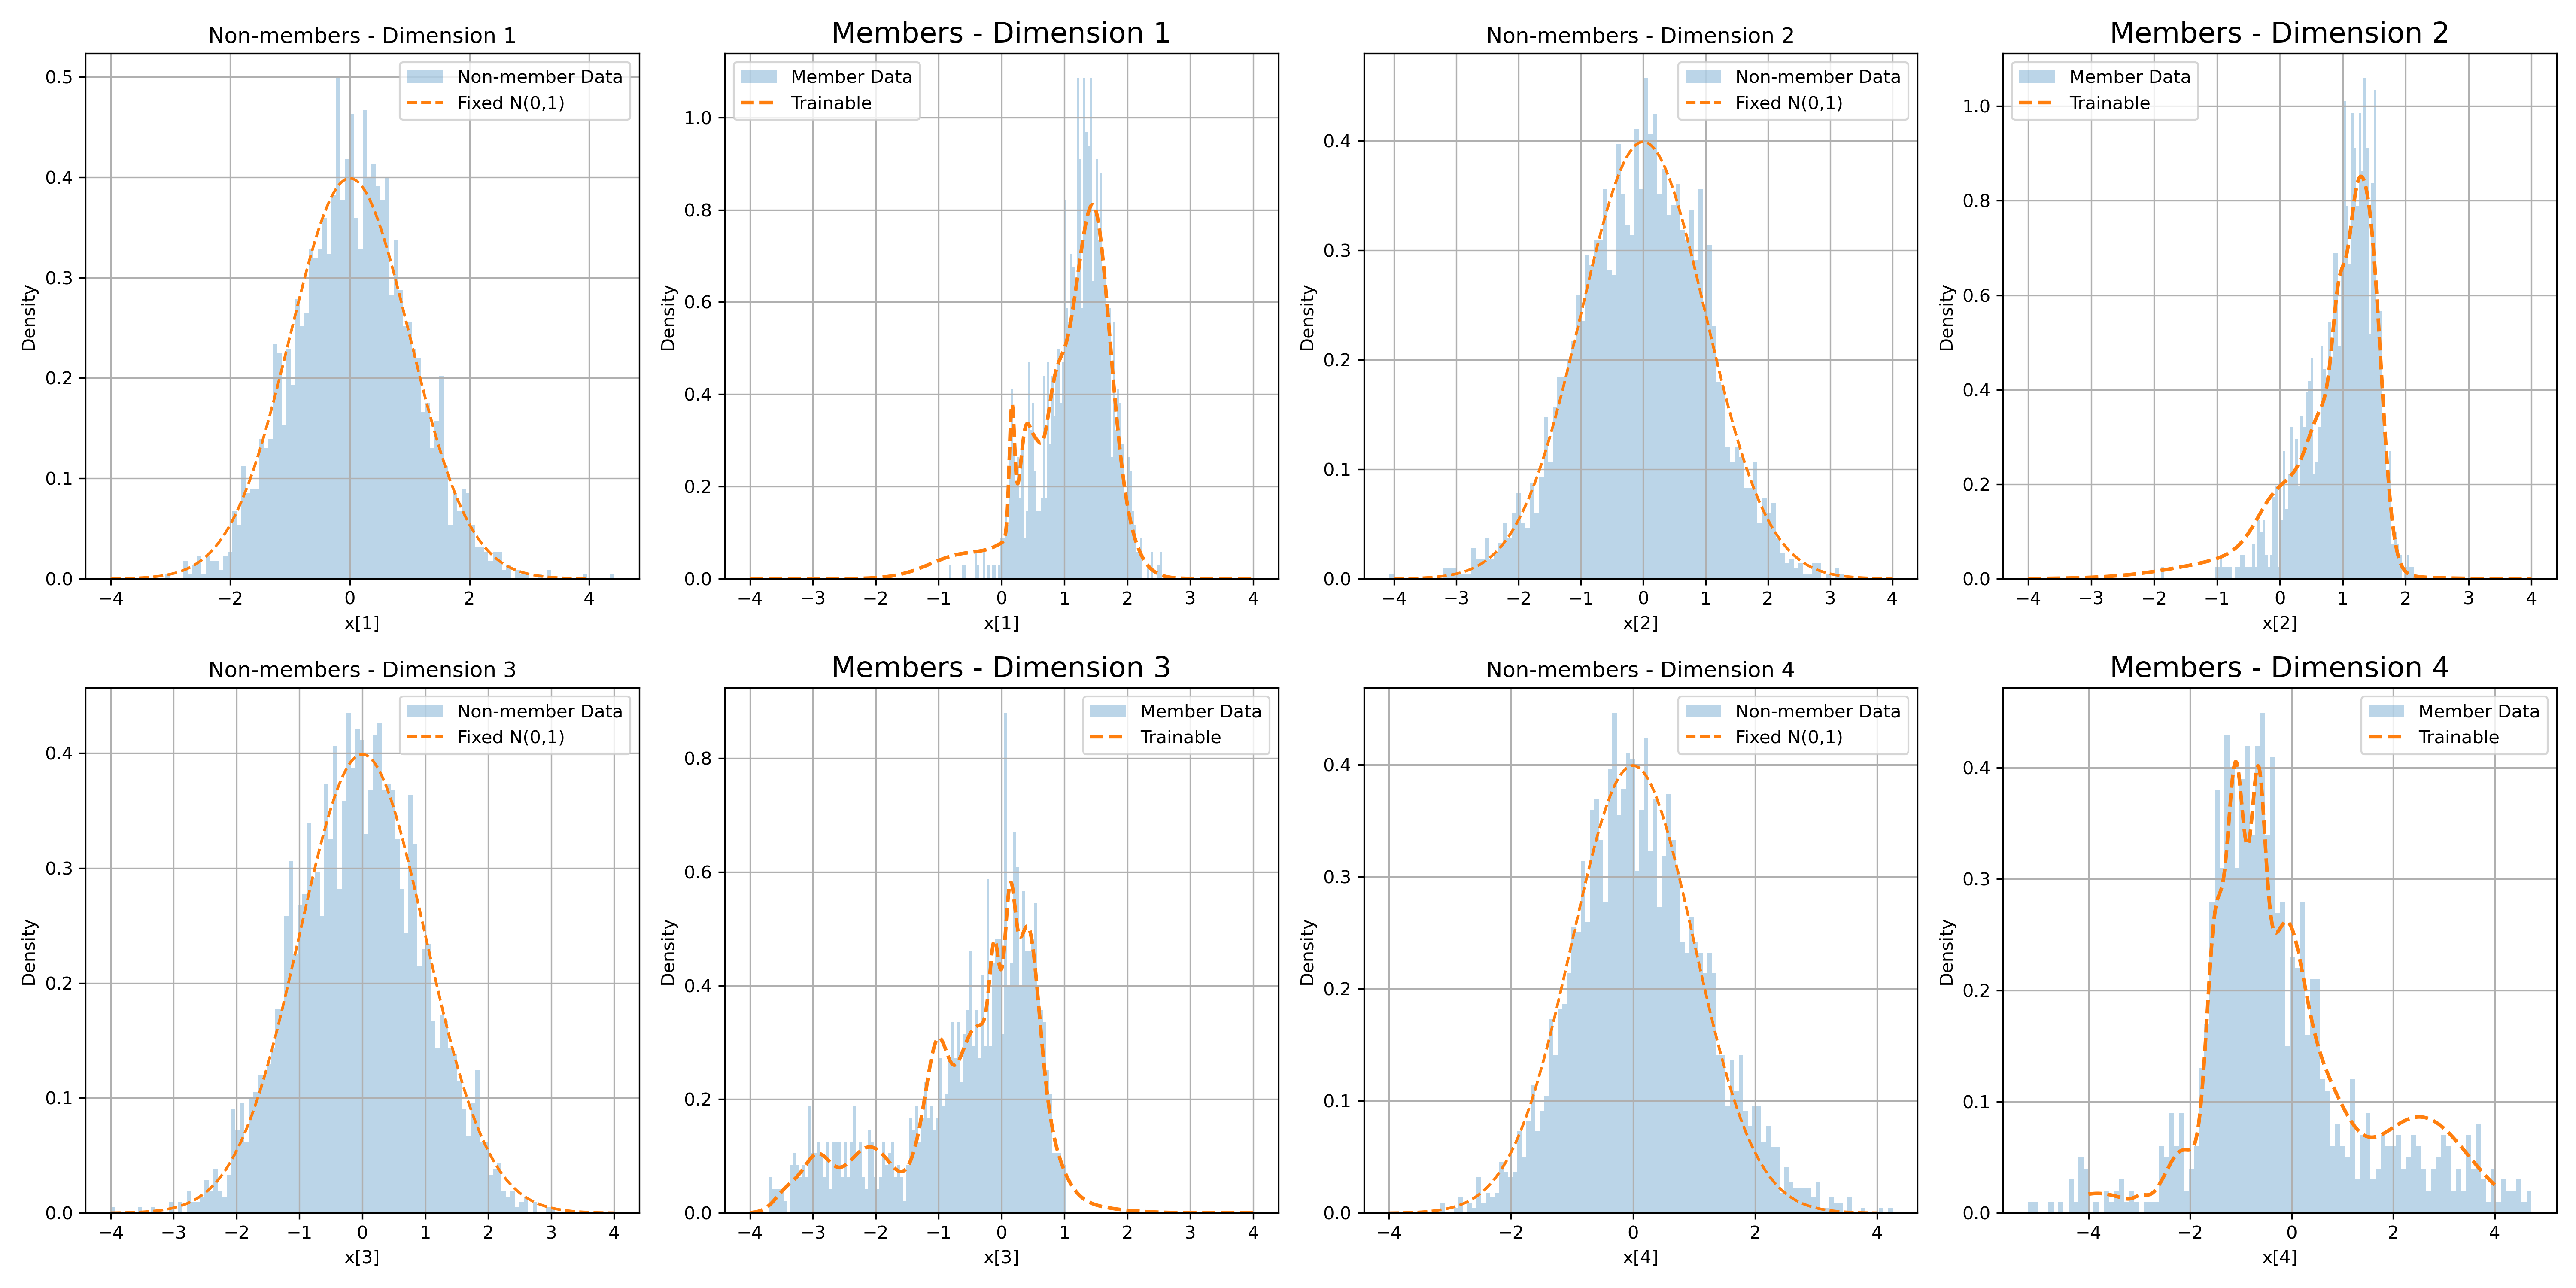 Non-members - Dimension 1
Non-member Data
Fixed N(0,1)
Density
0.5
0.4
0.3
0.2
0.1
0.0
−4
−2
0
2
4
x[1]
Members - Dimension 1
Member Data
Trainable
Density
1.0
0.8
0.6
0.4
0.2
0.0
−4
−3
−2
−1
0
1
2
3
4
x[1]
Non-members - Dimension 2
Non-member Data
Fixed N(0,1)
Density
0.4
0.3
0.2
0.1
0.0
−4
−3
−2
−1
0
1
2
3
4
x[2]
Members - Dimension 2
Member Data
Trainable
Density
1.0
0.8
0.6
0.4
0.2
0.0
−4
−3
−2
−1
0
1
2
3
4
x[2]
Non-members - Dimension 3
Non-member Data
Fixed N(0,1)
Density
0.4
0.3
0.2
0.1
0.0
−4
−3
−2
−1
0
1
2
3
4
x[3]
Members - Dimension 3
Member Data
Trainable
Density
0.8
0.6
0.4
0.2
0.0
−4
−3
−2
−1
0
1
2
3
4
x[3]
Non-members - Dimension 4
Non-member Data
Fixed N(0,1)
Density
0.4
0.3
0.2
0.1
0.0
−4
−2
0
2
4
x[4]
Members - Dimension 4
Member Data
Trainable
Density
0.4
0.3
0.2
0.1
0.0
−4
−2
0
2
4
x[4]